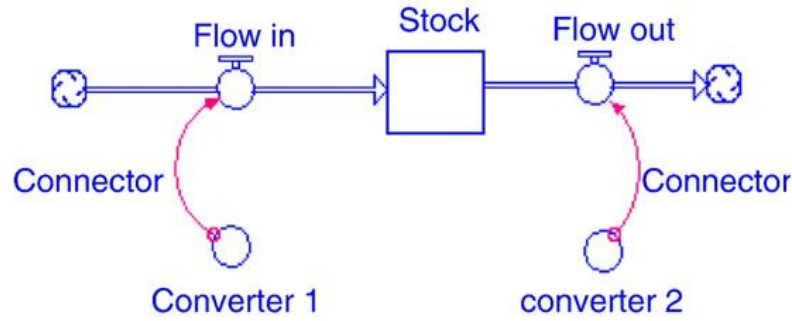 Flow in
Stock
Flow out
Connector
Connector
Converter 1
converter 2